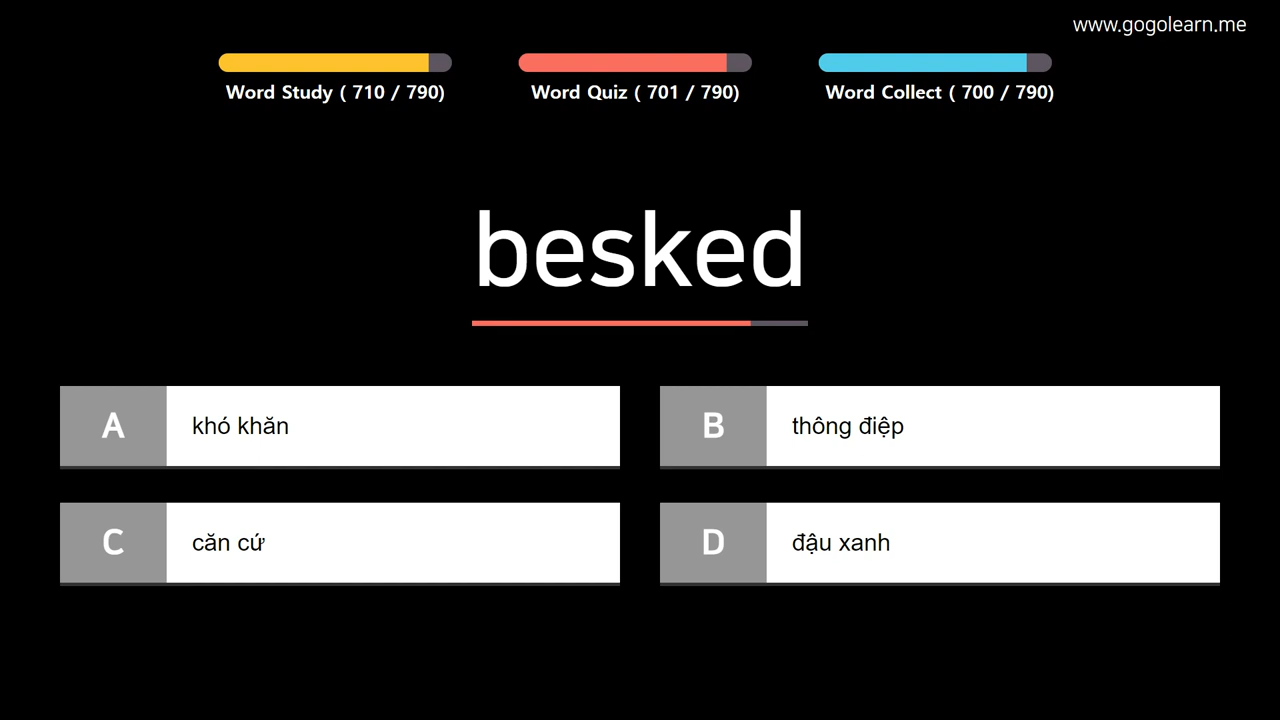 www.gogolearn.me
Word Study ( 710 / 790)
Word Quiz ( 701 / 790)
Word Collect ( 700 / 790)
besked
A
khó khăn
B
thông điệp
C
căn cứ
D
đậu xanh